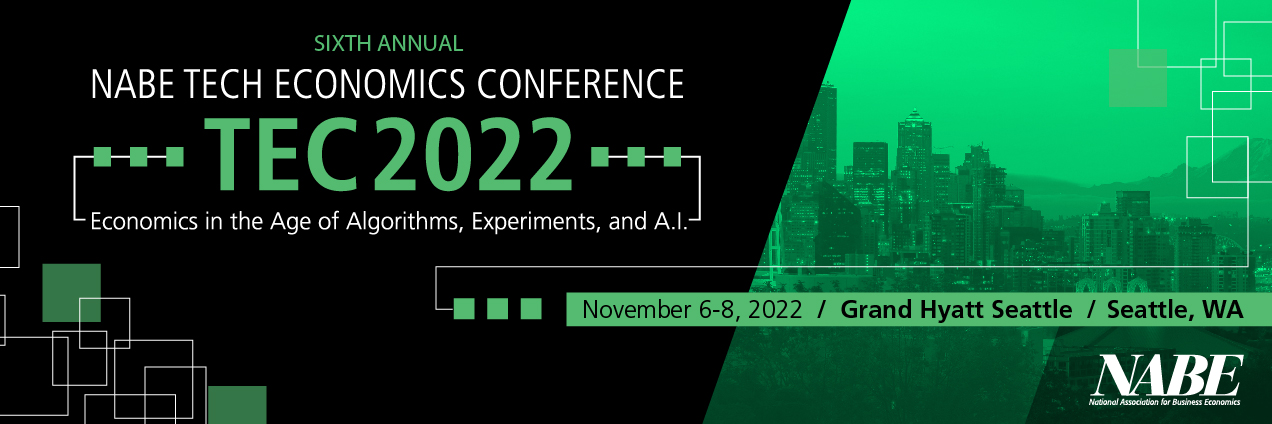 SIXTH ANNUAL
NABE TECH ECONOMICS CONFERENCE
TEC 2022
Economics in the Age of Algorithms, Experiments, and A.I.
November 6-8, 2022 / Grand Hyatt Seattle / Seattle, WA
NABE
National Association for Business Economics